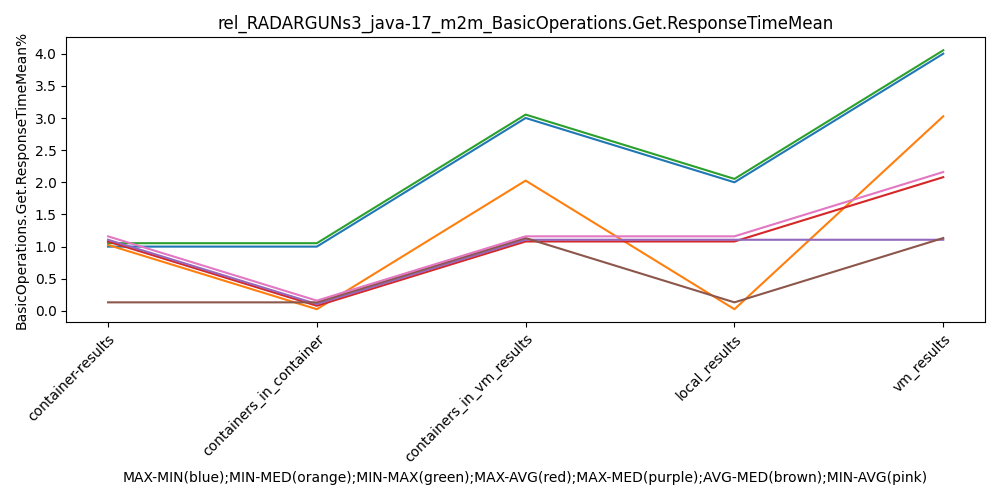 rel_RADARGUNs3_java-17_m2m_BasicOperations.Get.ResponseTimeMean
BasicOperations.Get.ResponseTimeMean%
4.0
3.5
3.0
2.5
2.0
1.5
1.0
0.5
0.0
container-results
containers_in_container
containers_in_vm_results
local_results
vm_results
MAX-MIN(blue);MIN-MED(orange);MIN-MAX(green);MAX-AVG(red);MAX-MED(purple);AVG-MED(brown);MIN-AVG(pink)